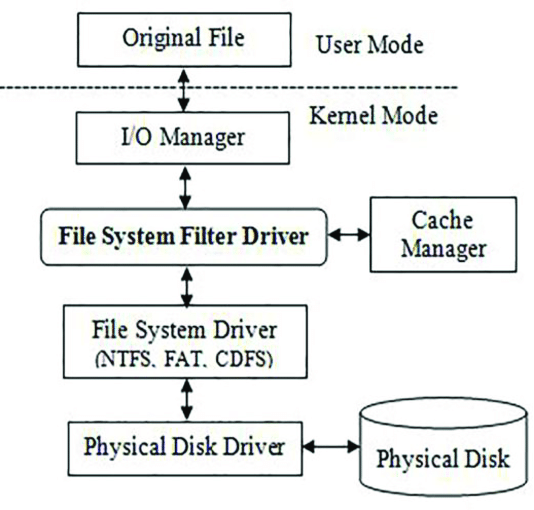 Original File
User Mode
Kernel Mode
I/O Manager
File System Filter Driver
Cache
Manager
File System Driver
(NTFS, FAT, CDFS)
Physical Disk Driver
Physical Disk